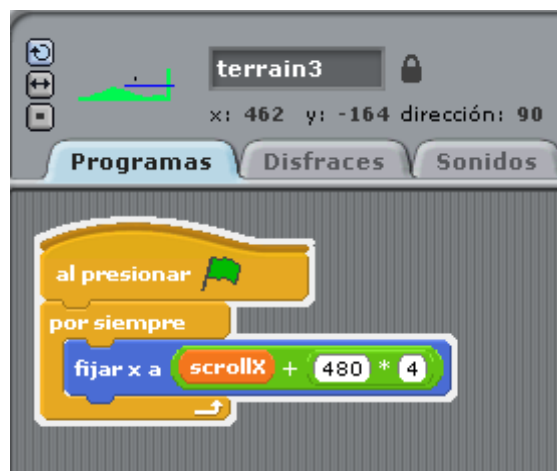 terrain3
x: 462 y: -164 dirección: 90
Programas Disfraces Sonidos
al presionar
por siempre
fijar x a scrollX + 480 * 4